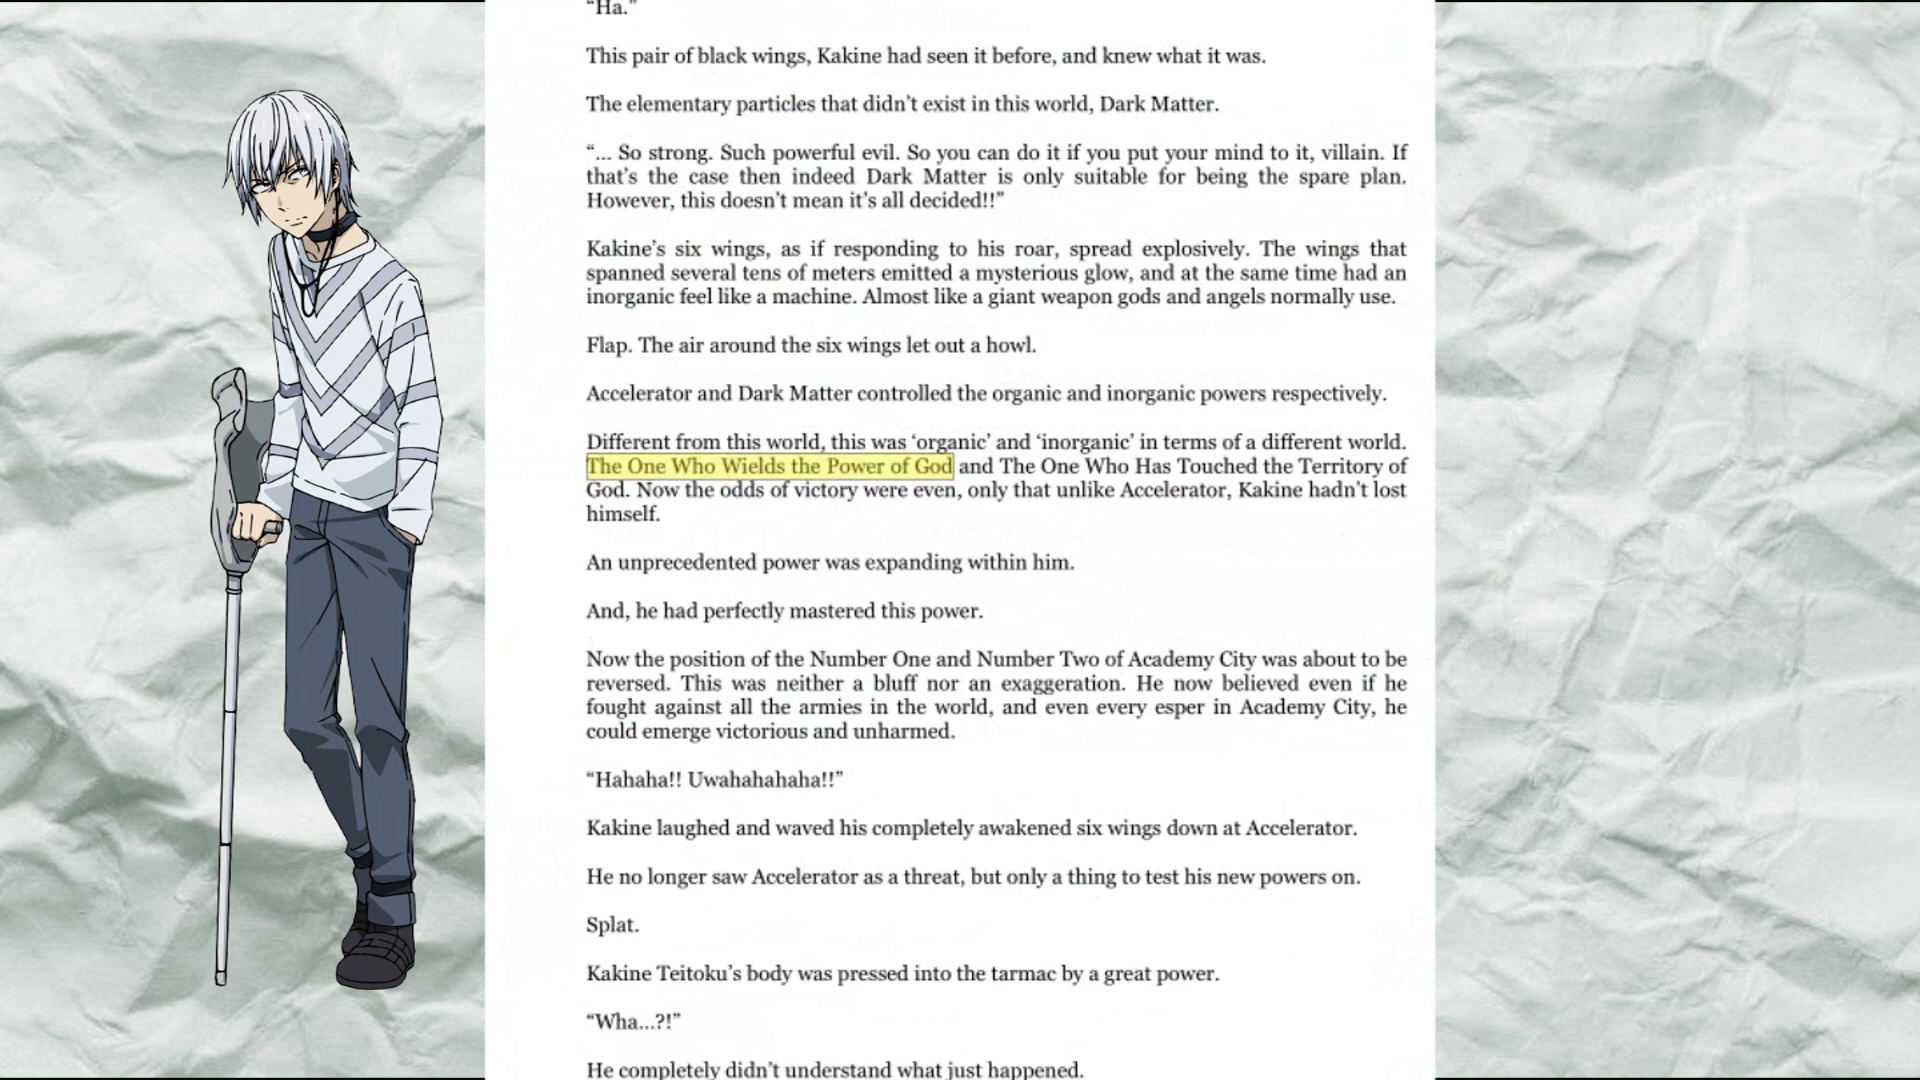 “Ha.”
This pair of black wings, Kakine had seen it before, and knew what it was.
The elementary particles that didn’t exist in this world, Dark Matter.
“... So strong. Such powerful evil. So you can do it if you put your mind to it, villain. If
that’s the case then indeed Dark Matter is only suitable for being the spare plan.
However, this doesn’t mean it’s all decided!!”
Kakine’s six wings, as if responding to his roar, spread explosively. The wings that
spanned several tens of meters emitted a mysterious glow, and at the same time had an
inorganic feel like a machine. Almost like a giant weapon gods and angels normally use.
Flap. The air around the six wings let out a howl.
Accelerator and Dark Matter controlled the organic and inorganic powers respectively.
Different from this world, this was ‘organic’ and ‘inorganic’ in terms of a different world.
The One Who Wields the Power of God and The One Who Has Touched the Territory of
God. Now the odds of victory were even, only that unlike Accelerator, Kakine hadn’t lost
himself.
An unprecedented power was expanding within him.
And, he had perfectly mastered this power.
Now the position of the Number One and Number Two of Academy City was about to be
reversed. This was neither a bluff nor an exaggeration. He now believed even if he
fought against all the armies in the world, and even every esper in Academy City, he
could emerge victorious and unharmed.
“Hahaha!! Uwahahahaha!!”
Kakine laughed and waved his completely awakened six wings down at Accelerator.
He no longer saw Accelerator as a threat, but only a thing to test his new powers on.
Splat.
Kakine Teitoku’s body was pressed into the tarmac by a great power.
“Wha...?!”
He completely didn’t understand what just happened.